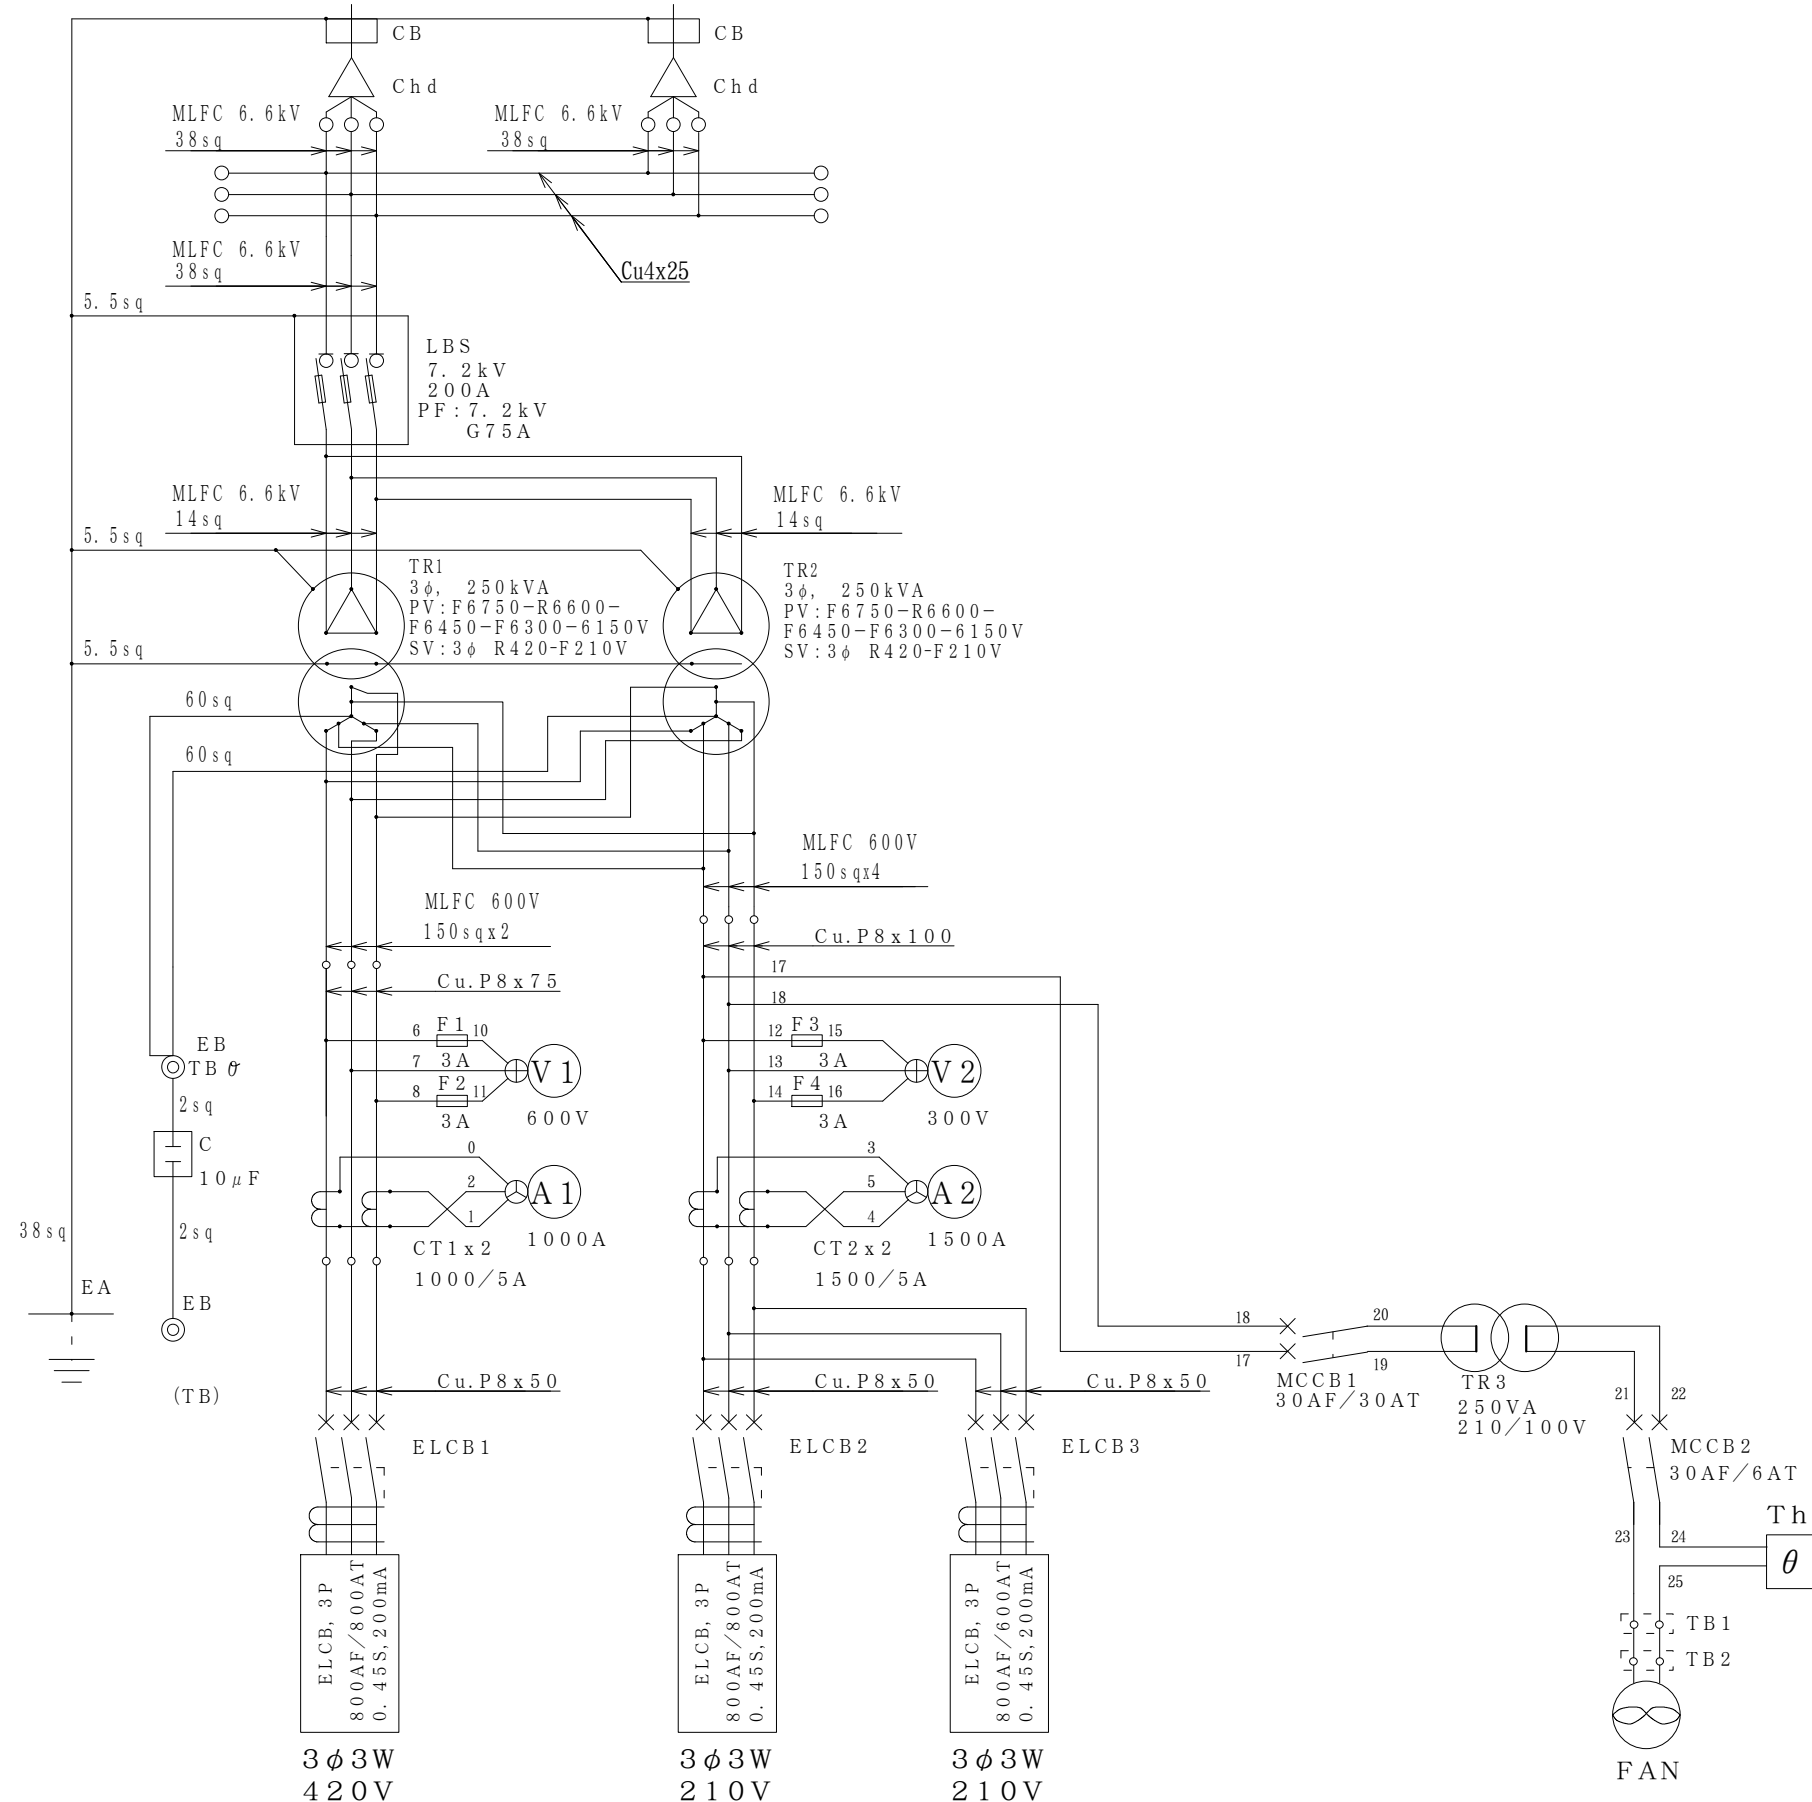 CB
CB
Chd
Chd
MLFC 6.6kV
38sq
MLFC 6.6kV
38sq
MLFC 6.6kV
38sq
Cu4x25
5.5sq
LBS
7.2kV
200A
PF:7.2kV
G75A
MLFC 6.6kV
14sq
MLFC 6.6kV
14sq
5.5sq
TR1
3φ, 250kVA
PV:F6750-R6600-
F6450-F6300-6150V
SV:3φ R420-F210V
TR2
3φ, 250kVA
PV:F6750-R6600-
F6450-F6300-6150V
SV:3φ R420-F210V
5.5sq
60sq
60sq
MLFC 600V
150sqx4
MLFC 600V
150sqx2
Cu.P8x100
Cu.P8x75
17
18
6 F1 10
3A
7
8 F2 11
3A
V1
600V
12 F3 15
3A
13
14 F4 16
3A
V2
300V
EB
TB
2sq
C
10μF
2sq
EB
(TB)
38sq
EA
0
2
1
A1
1000A
CT1x2
1000/5A
3
5
4
A2
1500A
CT2x2
1500/5A
18
17
20
19
MCCB1
30AF/30AT
TR3
250VA
210/100V
21
22
MCCB2
30AF/6AT
Cu.P8x50
Cu.P8x50
Cu.P8x50
ELCB1
ELCB2
ELCB3
23
24
25
Th
θ
TB1
TB2
FAN
ELCB, 3P
800AF/800AT
0.45S,200mA
ELCB, 3P
800AF/800AT
0.45S,200mA
ELCB, 3P
800AF/600AT
0.45S,200mA
3φ3W
420V
3φ3W
210V
3φ3W
210V